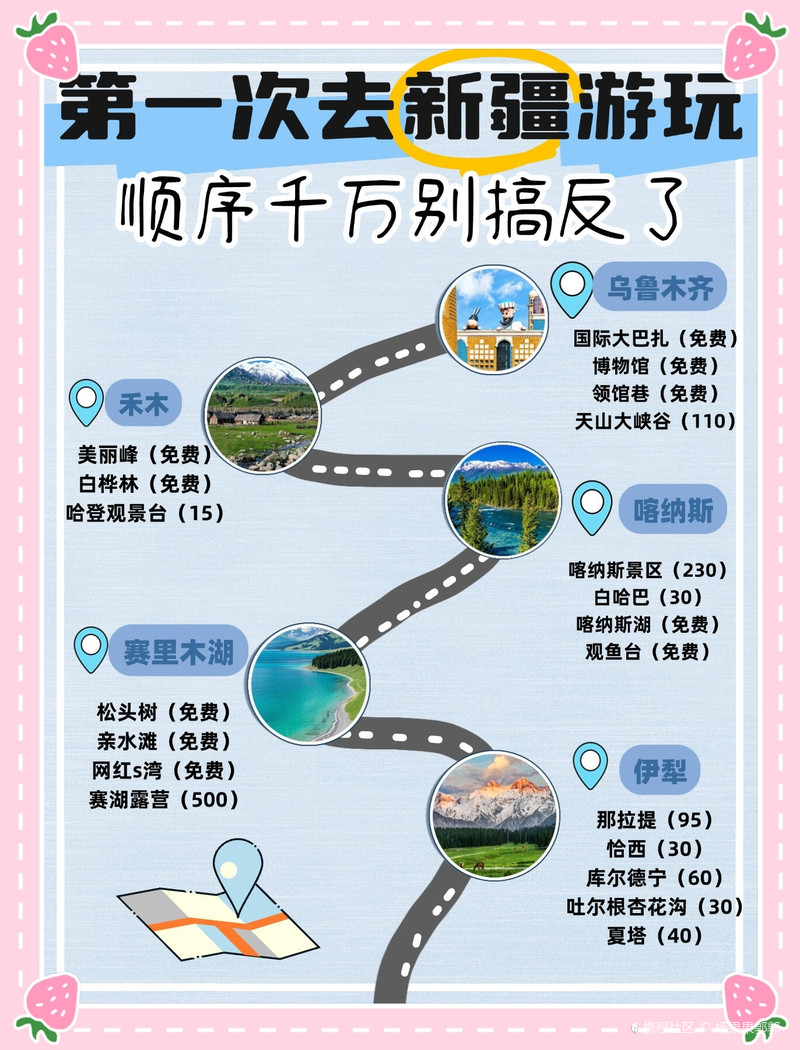 第一次去新疆游玩
顺序千万别搞反了
乌鲁木齐
国际大巴扎（免费）
博物馆（免费）
领馆巷（免费）
天山大峡谷（110）
禾木
美丽峰（免费）
白桦林（免费）
哈登观景台（15）
喀纳斯
喀纳斯景区（230）
白哈巴（30）
喀纳斯湖（免费）
观鱼台（免费）
赛里木湖
松头树（免费）
亲水滩（免费）
网红s湾（免费）
赛湖露营（500）
伊犁
那拉提（95）
恰西（30）
库尔德宁（60）
吐尔根杏花沟（30）
夏塔（40）